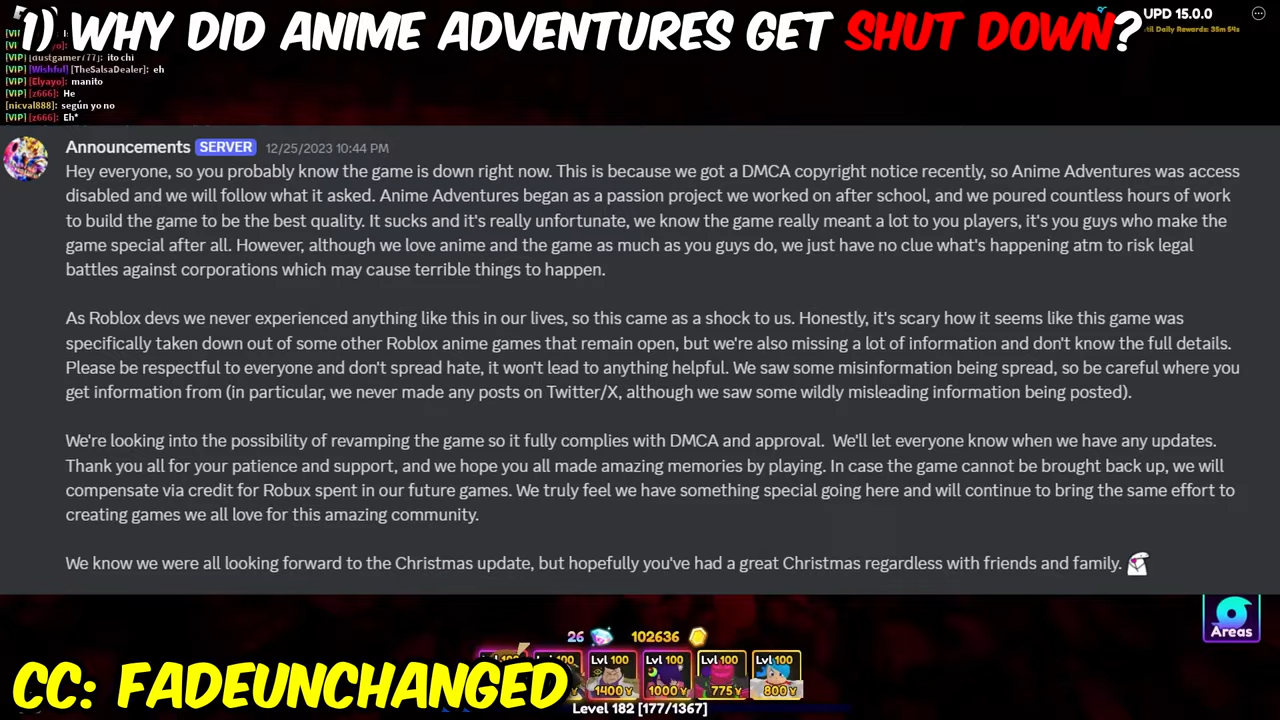 1) WHY DID ANIME ADVENTURES GET SHUT DOWN?
UPD 15.0.0
til Daily Rewards: 35m 54s
[dustgamer777]: ito chi
[VIP] [Wishful] [TheSalsaDealer]: eh
[VIP] [Elyayo]: manito
[VIP] [z666]: He
[nicval888]: según yo no
[VIP] [z666]: Eh*
Announcements SERVER 12/25/2023 10:44 PM
Hey everyone, so you probably know the game is down right now. This is because we got a DMCA copyright notice recently, so Anime Adventures was access
disabled and we will follow what it asked. Anime Adventures began as a passion project we worked on after school, and we poured countless hours of work
to build the game to be the best quality. It sucks and it's really unfortunate, we know the game really meant a lot to you players, it's you guys who make the
game special after all. However, although we love anime and the game as much as you guys do, we just have no clue what's happening atm to risk legal
battles against corporations which may cause terrible things to happen.
As Roblox devs we never experienced anything like this in our lives, so this came as a shock to us. Honestly, it's scary how it seems like this game was
specifically taken down out of some other Roblox anime games that remain open, but we're also missing a lot of information and don't know the full details.
Please be respectful to everyone and don't spread hate, it won't lead to anything helpful. We saw some misinformation being spread, so be careful where you
get information from (in particular, we never made any posts on Twitter/X, although we saw some wildly misleading information being posted).
We're looking into the possibility of revamping the game so it fully complies with DMCA and approval. We'll let everyone know when we have any updates.
Thank you all for your patience and support, and we hope you all made amazing memories by playing. In case the game cannot be brought back up, we will
compensate via credit for Robux spent in our future games. We truly feel we have something special going here and will continue to bring the same effort to
creating games we all love for this amazing community.
We know we were all looking forward to the Christmas update, but hopefully you've had a great Christmas regardless with friends and family.
Areas
26 102636
Lvl 100 Lvl 100 Lvl 100 Lvl 100
1400¥ 1000¥ 775¥ 800¥
CC: FADEUNCHANGED
Level 182 [177/1367]